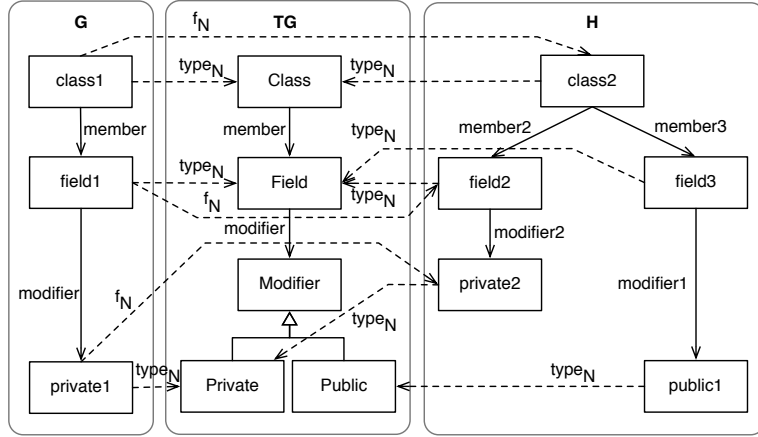 G
TG
H
f_N
class1
type_N
Class
type_N
class2
member
member
member2
member3
type_N
field1
type_N
Field
type_N
field2
field3
f_N
modifier
modifier2
Modifier
private2
modifier
f_N
modifier1
type_N
private1
type_N
Private
Public
type_N
public1